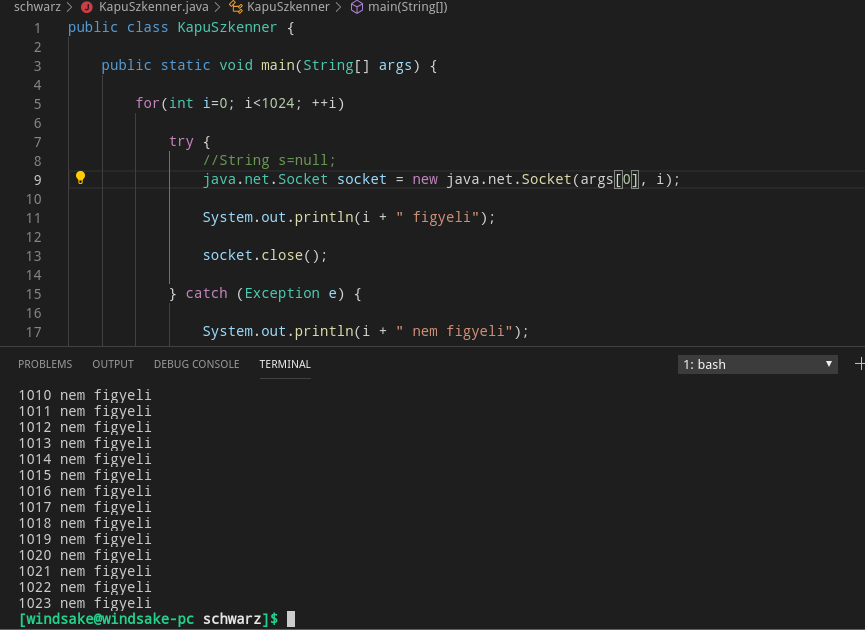 schwarz > KapuSzkenner.java > KapuSzkenner > main(String[])
1 public class KapuSzkenner {
2
3 public static void main(String[] args) {
4
5 for(int i=0; i<1024; ++i)
6
7 try {
8 //String s=null;
9 java.net.Socket socket = new java.net.Socket(args[0], i);
10
11 System.out.println(i + " figyeli");
12
13 socket.close();
14
15 } catch (Exception e) {
16
17 System.out.println(i + " nem figyeli");
PROBLEMS OUTPUT DEBUG CONSOLE TERMINAL 1: bash
1010 nem figyeli
1011 nem figyeli
1012 nem figyeli
1013 nem figyeli
1014 nem figyeli
1015 nem figyeli
1016 nem figyeli
1017 nem figyeli
1018 nem figyeli
1019 nem figyeli
1020 nem figyeli
1021 nem figyeli
1022 nem figyeli
1023 nem figyeli
[windsake@windsake-pc schwarz]$